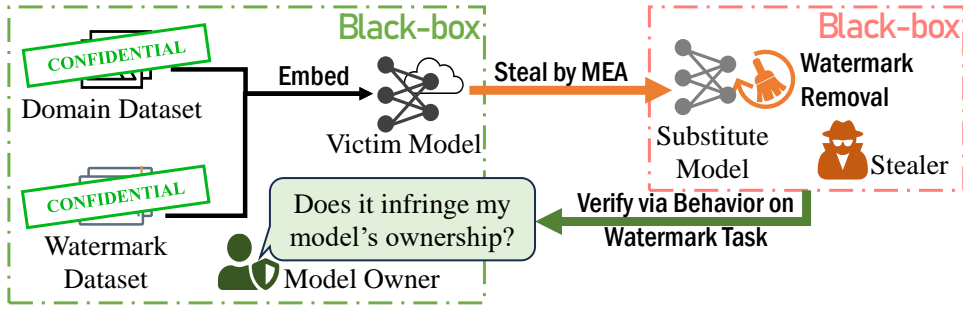 Black-box
Black-box
CONFIDENTIAL
Domain Dataset
Embed
Victim Model
Steal by MEA
Watermark
Removal
Substitute
Model
Stealer
CONFIDENTIAL
Watermark
Dataset
Does it infringe my
model's ownership?
Model Owner
Verify via Behavior on
Watermark Task